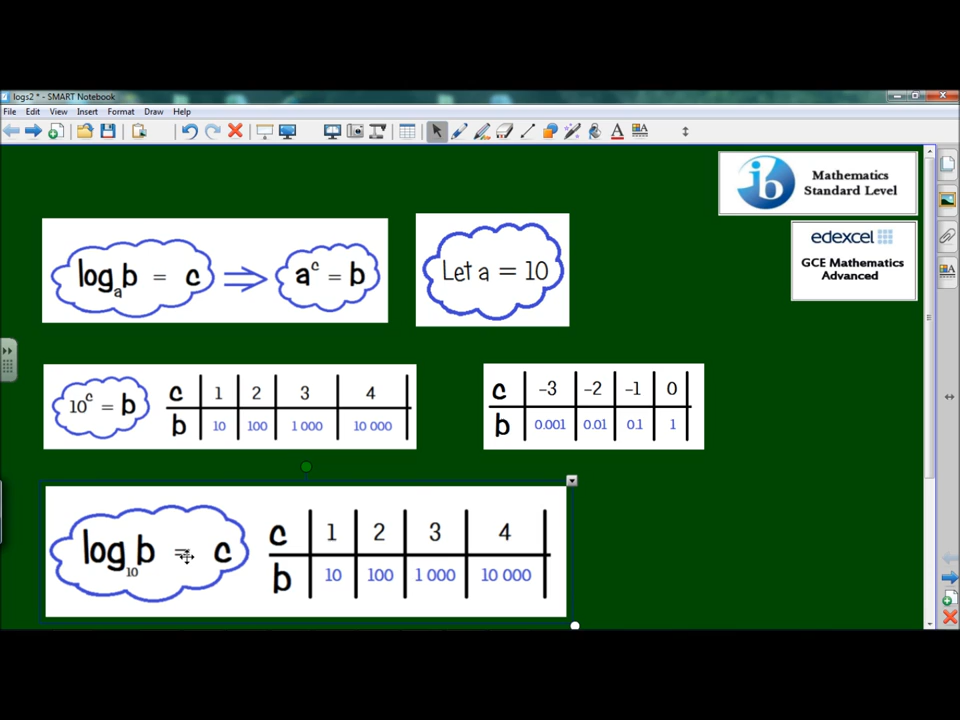 logs2 * - SMART Notebook
File Edit View Insert Format Draw Help
Mathematics
Standard Level
edexcel
GCE Mathematics
Advanced
logₐb = c ⇒ aᶜ = b
Let a = 10
10ᶜ = b
c 1 2 3 4
b 10 100 1 000 10 000
c −3 −2 −1 0
b 0.001 0.01 0.1 1
log₁₀b = c
c 1 2 3 4
b 10 100 1 000 10 000